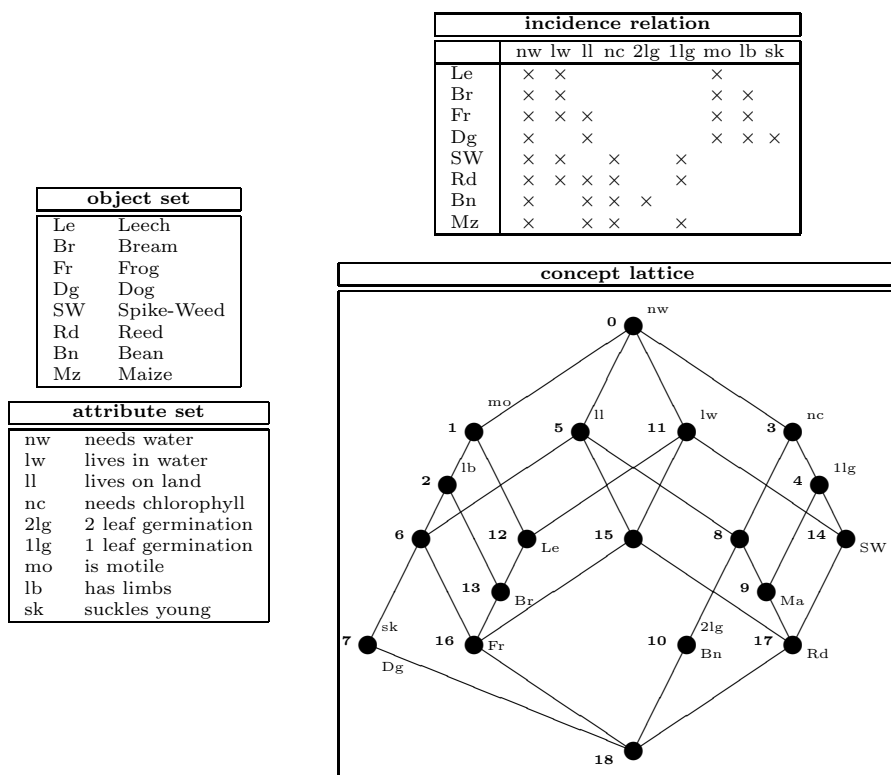 incidence relation
nw lw ll nc 2lg 1lg mo lb sk
Le × × ×
Br × × × ×
Fr × × × × ×
Dg × × × × ×
SW × × × ×
Rd × × × × ×
Bn × × × ×
Mz × × × ×
object set
Le Leech
Br Bream
Fr Frog
Dg Dog
SW Spike-Weed
Rd Reed
Bn Bean
Mz Maize
attribute set
nw needs water
lw lives in water
ll lives on land
nc needs chlorophyll
2lg 2 leaf germination
1lg 1 leaf germination
mo is motile
lb has limbs
sk suckles young
concept lattice
0 nw
1 mo 5 ll 11 lw 3 nc
2 lb 4 1lg
6 12 Le 15 8 14 SW
13 Br 9 Ma
7 sk Dg 16 Fr 10 2lg Bn 17 Rd
18